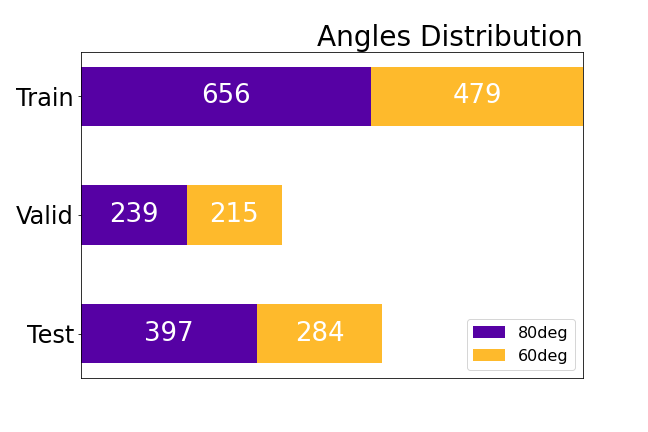 Angles Distribution
Train 656 479
Valid 239 215
Test 397 284
80deg
60deg